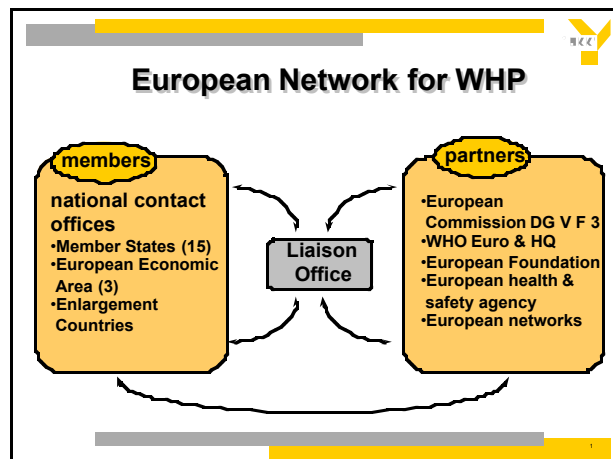 European Network for WHP
members
national contact
offices
•Member States (15)
•European Economic
Area (3)
•Enlargement
Countries
Liaison
Office
partners
•European
Commission DG V F 3
•WHO Euro & HQ
•European Foundation
•European health &
safety agency
•European networks
1